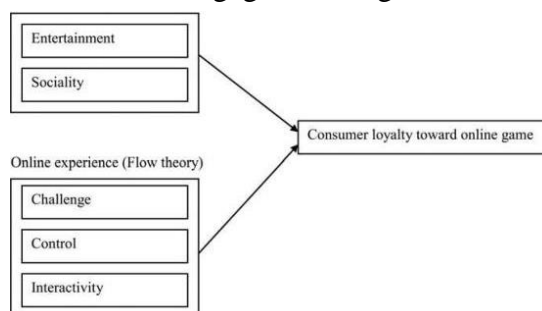 Entertainment
Sociality
Consumer loyalty toward online game
Online experience (Flow theory)
Challenge
Control
Interactivity